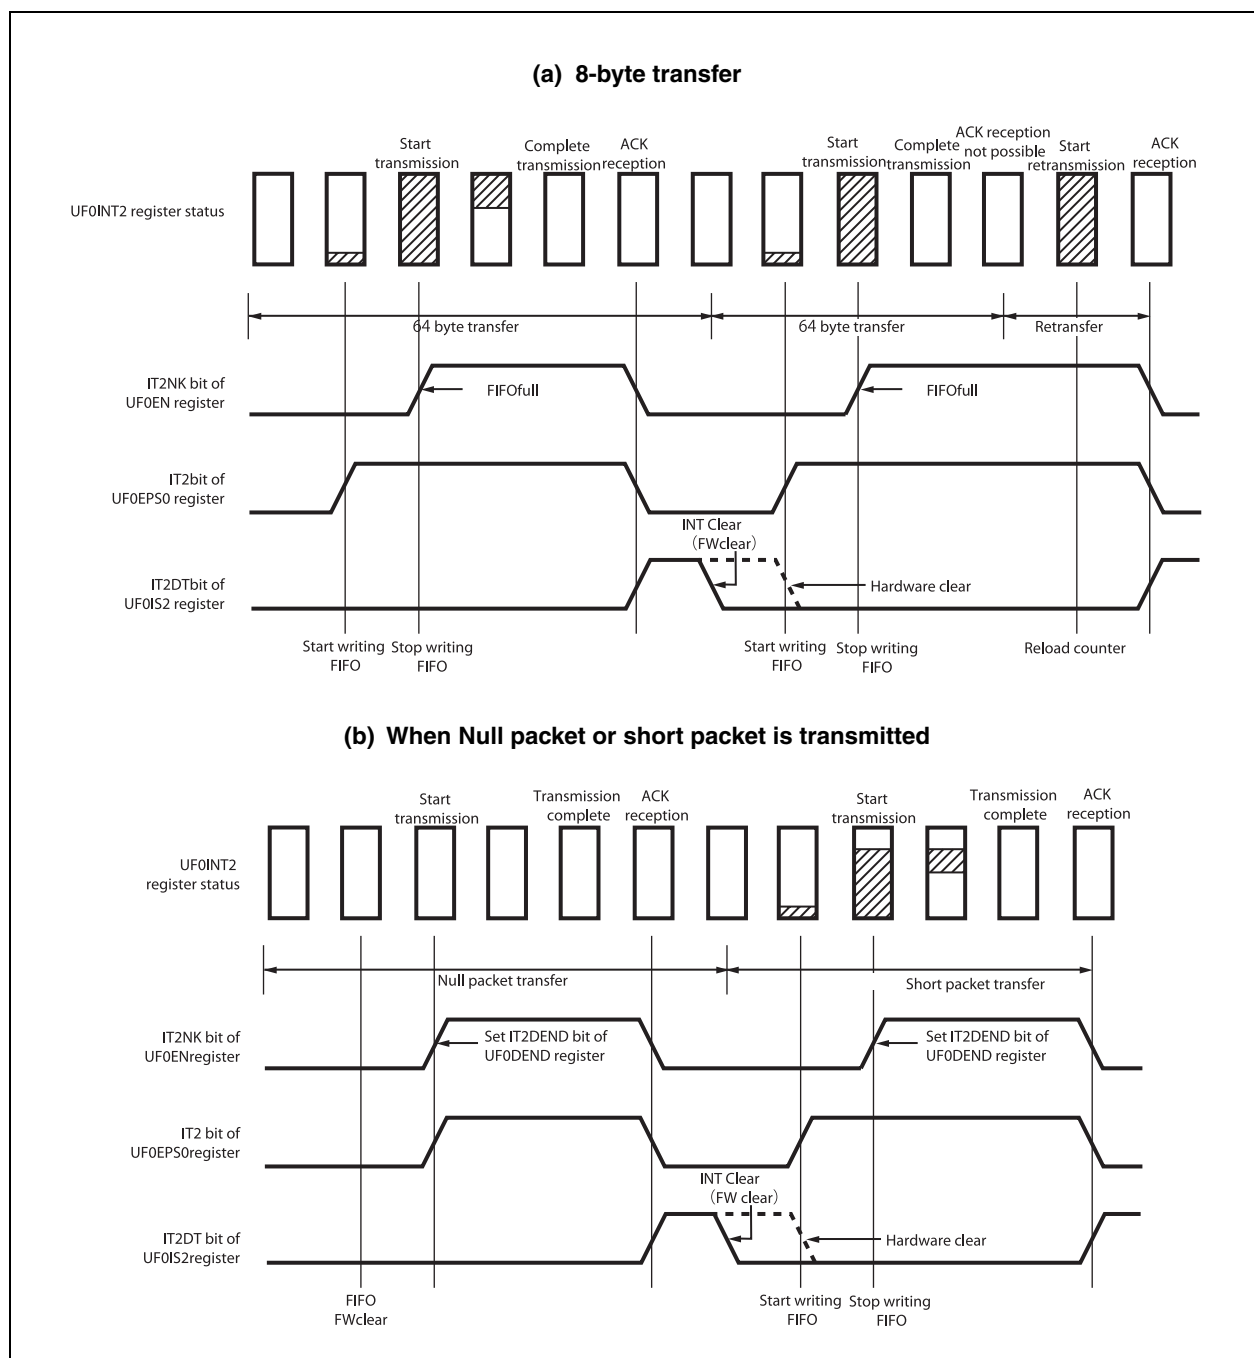 (a) 8-byte transfer
Start
transmission
Complete
transmission
ACK
reception
Start
transmission
Complete
transmission
ACK reception
not possible
Start
retransmission
ACK
reception
UF0INT2 register status
64 byte transfer
64 byte transfer
Retransfer
IT2NK bit of
UF0EN register
FIFOfull
FIFOfull
IT2bit of
UF0EPS0 register
INT Clear
(FWclear)
IT2DTbit of
UF0IS2 register
Hardware clear
Start writing
FIFO
Stop writing
FIFO
Start writing
FIFO
Stop writing
FIFO
Reload counter
(b) When Null packet or short packet is transmitted
Start
transmission
Transmission
complete
ACK
reception
Start
transmission
Transmission
complete
ACK
reception
UF0INT2
register status
Null packet transfer
Short packet transfer
IT2NK bit of
UF0ENregister
Set IT2DEND bit of
UF0DEND register
Set IT2DEND bit of
UF0DEND register
IT2 bit of
UF0EPS0register
INT Clear
(FW clear)
IT2DT bit of
UF0IS2register
Hardware clear
FIFO
FWclear
Start writing
FIFO
Stop writing
FIFO